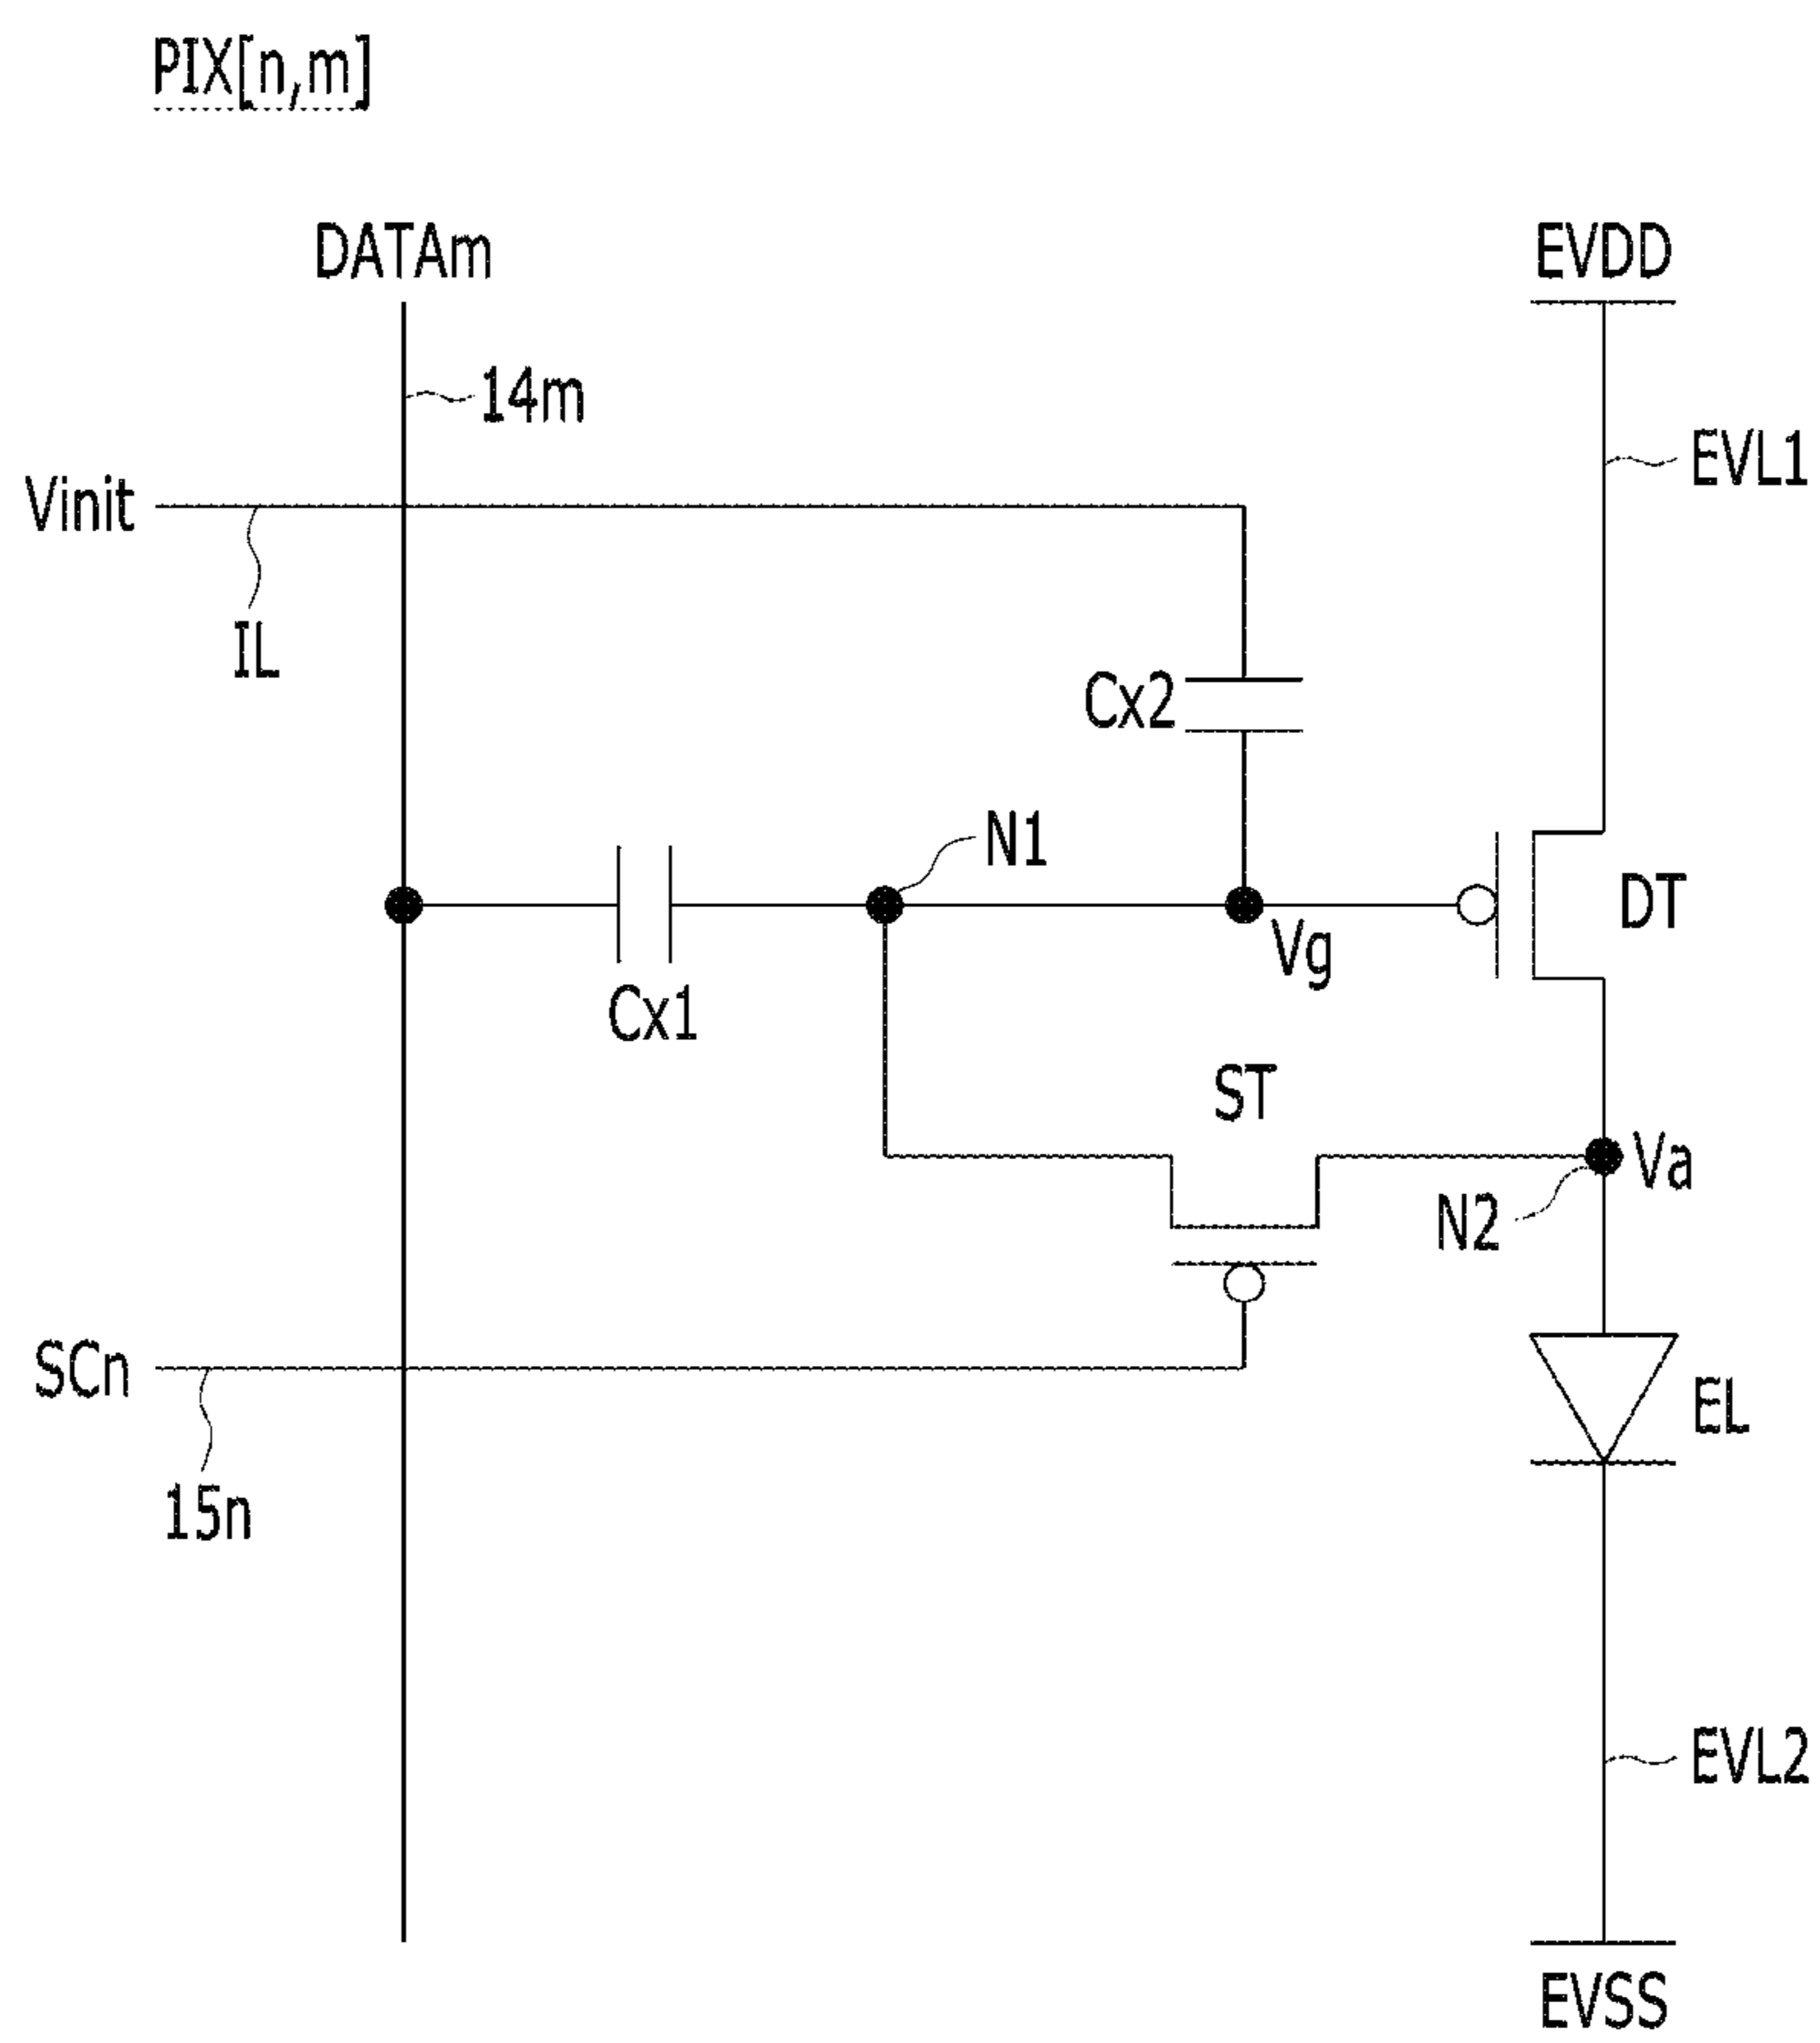 PIX[n,m]
DATAm
EVDD
14m
EVL1
Vinit
IL
Cx2
N1
DT
Vg
Cx1
ST
Va
N2
SCn
EL
15n
EVL2
EVSS